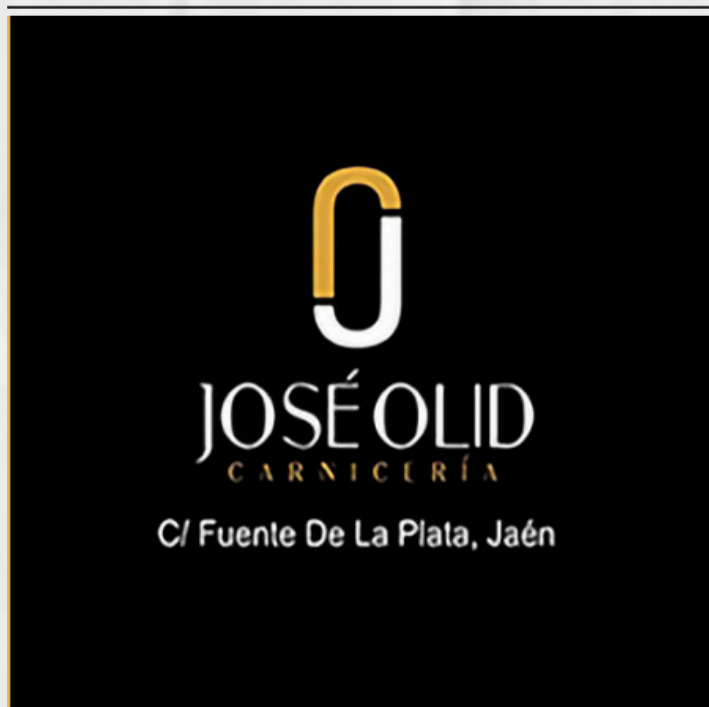 JOSÉ OLID
CARNICERÍA
C/ Fuente De La Plata, Jaén